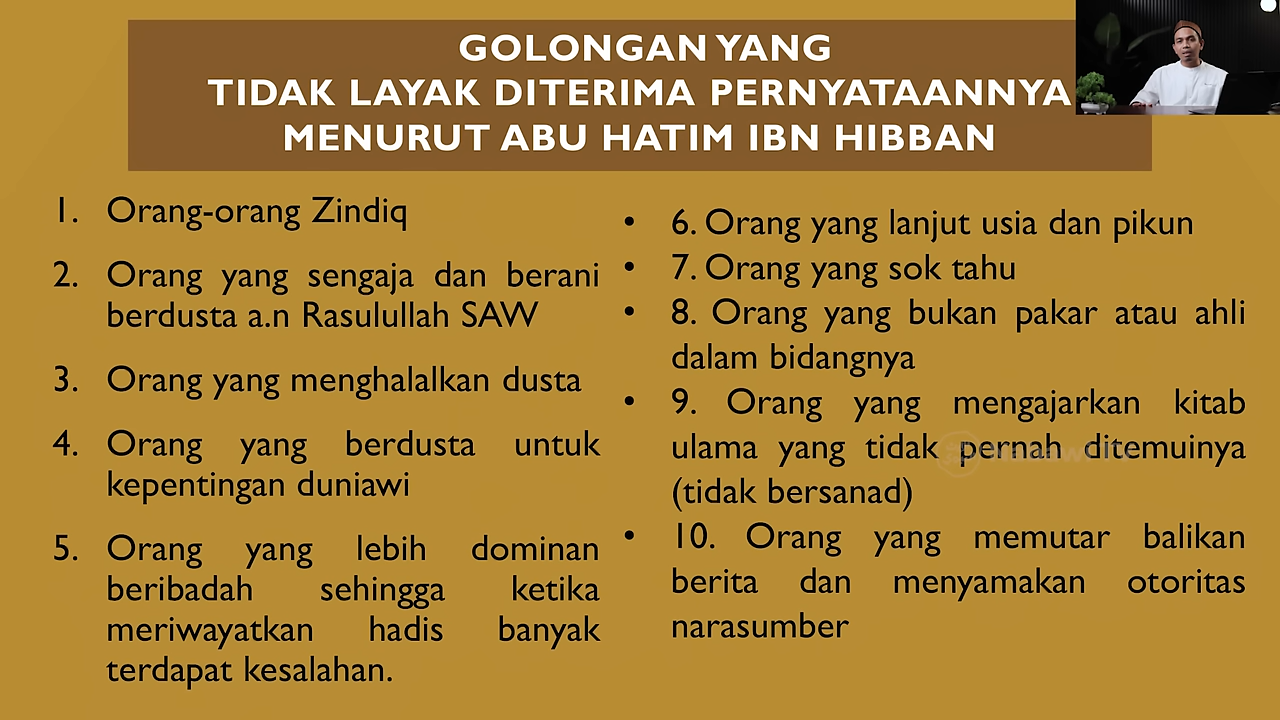 GOLONGAN YANG
TIDAK LAYAK DITERIMA PERNYATAANNYA
MENURUT ABU HATIM IBN HIBBAN
1. Orang-orang Zindiq
2. Orang yang sengaja dan berani
berdusta a.n Rasulullah SAW
3. Orang yang menghalalkan dusta
4. Orang yang berdusta untuk
kepentingan duniawi
5. Orang yang lebih dominan
beribadah sehingga ketika
meriwayatkan hadis banyak
terdapat kesalahan.
• 6. Orang yang lanjut usia dan pikun
• 7. Orang yang sok tahu
• 8. Orang yang bukan pakar atau ahli
dalam bidangnya
• 9. Orang yang mengajarkan kitab
ulama yang tidak pernah ditemuinya
(tidak bersanad)
• 10. Orang yang memutar balikan
berita dan menyamakan otoritas
narasumber